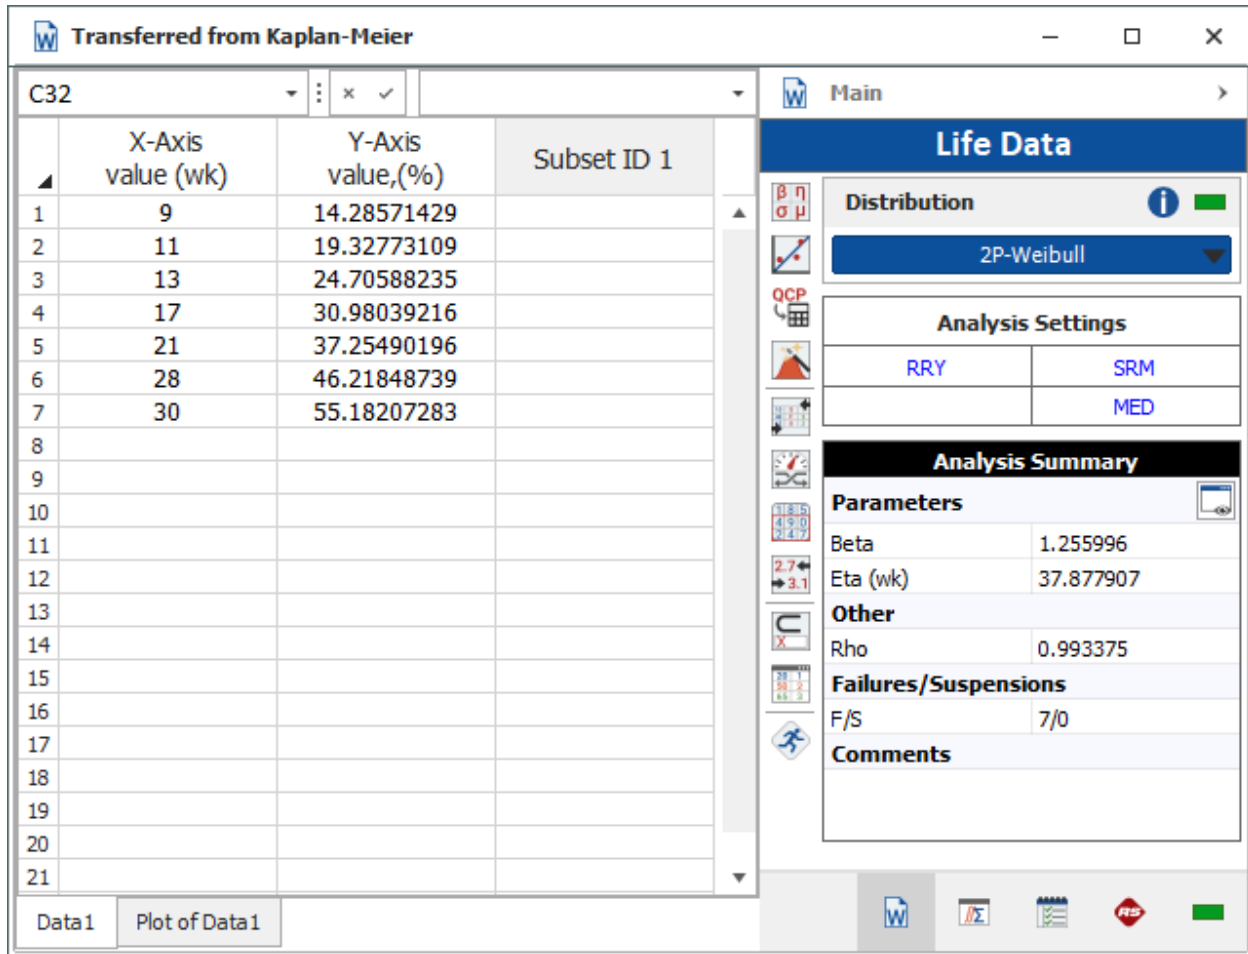 Transferred from Kaplan-Meier
C32
Main
X-Axis value (wk) Y-Axis value,(%) Subset ID 1
1 9 14.28571429
2 11 19.32773109
3 13 24.70588235
4 17 30.98039216
5 21 37.25490196
6 28 46.21848739
7 30 55.18207283
8
9
10
11
12
13
14
15
16
17
18
19
20
21
Data1 Plot of Data1
Life Data
β η
σ μ
QCP
Distribution
2P-Weibull
Analysis Settings
RRY SRM
MED
Analysis Summary
Parameters
Beta 1.255996
Eta (wk) 37.877907
Other
Rho 0.993375
Failures/Suspensions
F/S 7/0
Comments